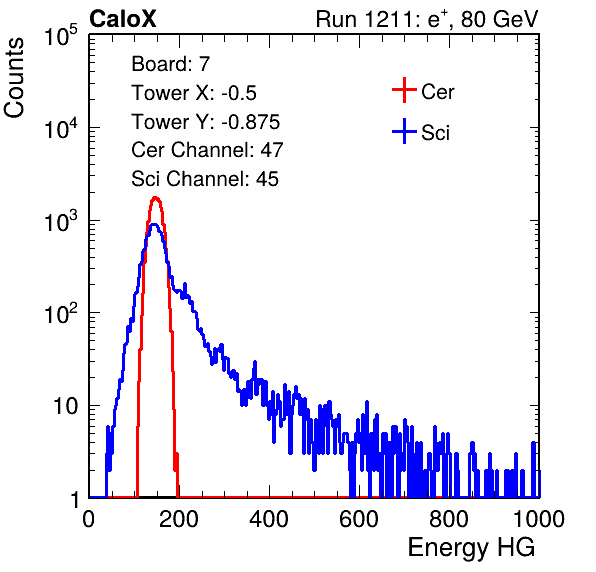 CaloX Run 1211: e⁺, 80 GeV
Board: 7
Tower X: -0.5
Tower Y: -0.875
Cer Channel: 47
Sci Channel: 45
Cer
Sci
Counts
10⁵
10⁴
10³
10²
10
1
0 200 400 600 800 1000
Energy HG